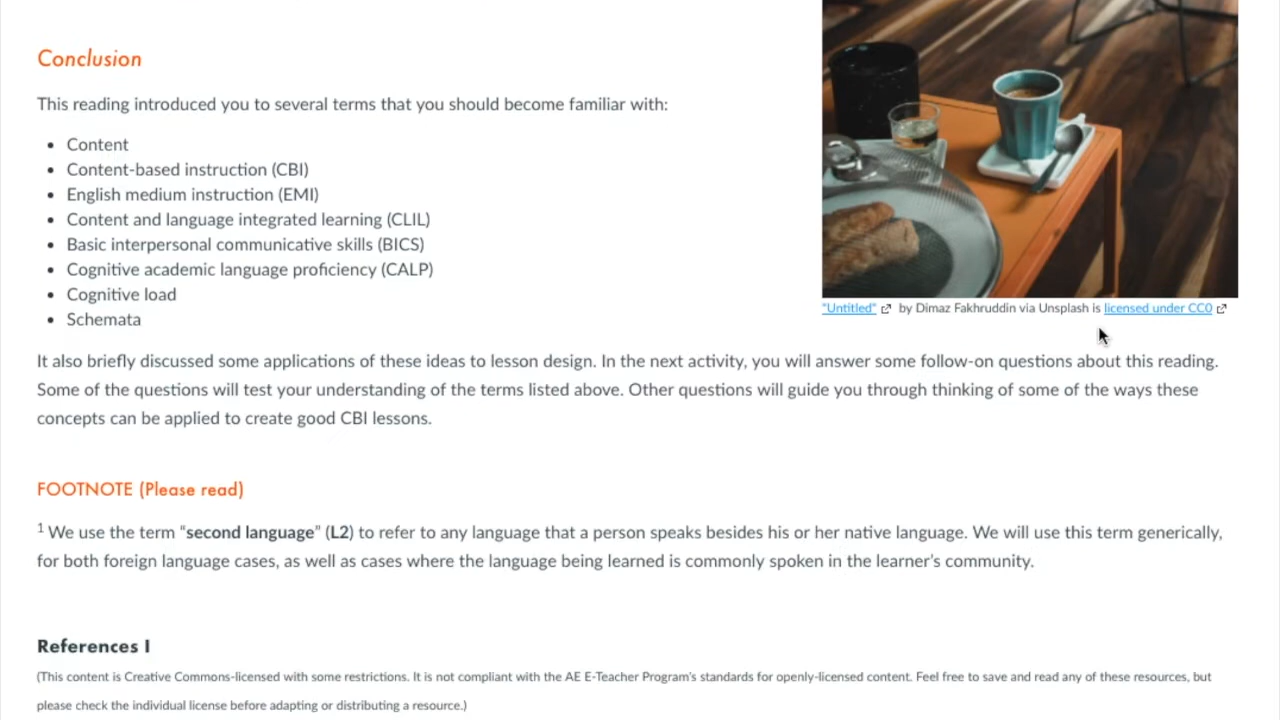 Conclusion
This reading introduced you to several terms that you should become familiar with:
• Content
• Content-based instruction (CBI)
• English medium instruction (EMI)
• Content and language integrated learning (CLIL)
• Basic interpersonal communicative skills (BICS)
• Cognitive academic language proficiency (CALP)
• Cognitive load
• Schemata
"Untitled" by Dimaz Fakhruddin via Unsplash is licensed under CC0
It also briefly discussed some applications of these ideas to lesson design. In the next activity, you will answer some follow-on questions about this reading.
Some of the questions will test your understanding of the terms listed above. Other questions will guide you through thinking of some of the ways these
concepts can be applied to create good CBI lessons.
FOOTNOTE (Please read)
1 We use the term “second language” (L2) to refer to any language that a person speaks besides his or her native language. We will use this term generically,
for both foreign language cases, as well as cases where the language being learned is commonly spoken in the learner’s community.
References I
(This content is Creative Commons-licensed with some restrictions. It is not compliant with the AE E-Teacher Program's standards for openly-licensed content. Feel free to save and read any of these resources, but
please check the individual license before adapting or distributing a resource.)